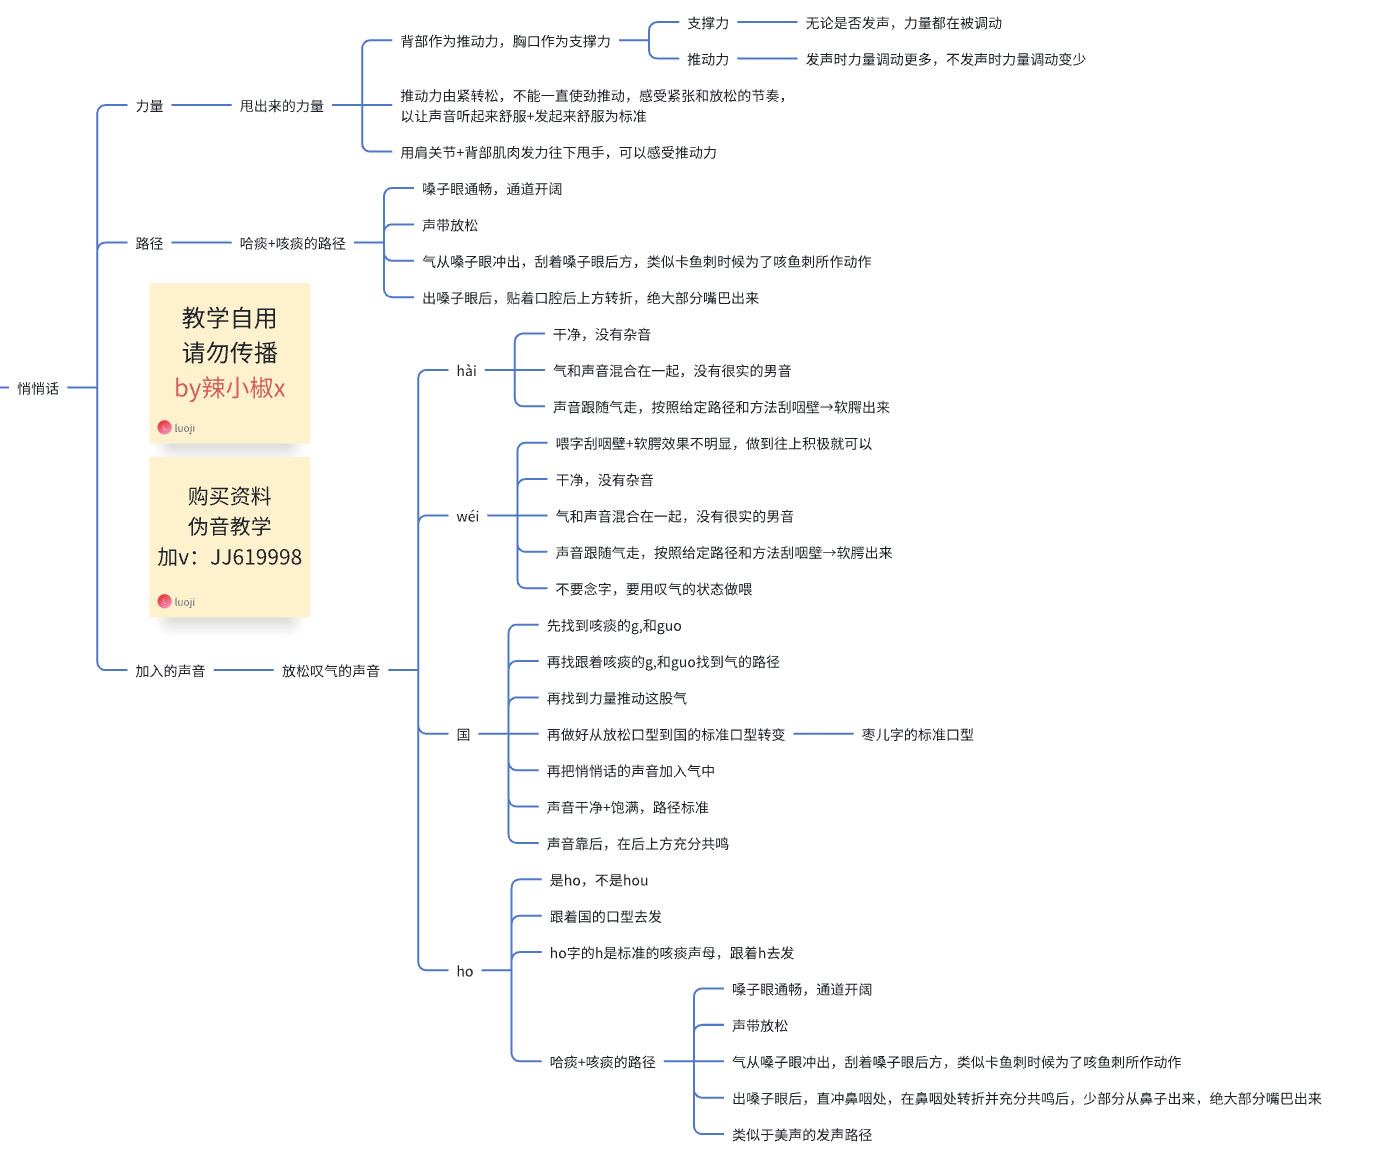 悄悄话
力量
甩出来的力量
背部作为推动力，胸口作为支撑力
支撑力
无论是否发声，力量都在被调动
推动力
发声时力量调动更多，不发声时力量调动变少
推动力由紧转松，不能一直使劲推动，感受紧张和放松的节奏，
以让声音听起来舒服+发起来舒服为标准
用肩关节+背部肌肉发力往下甩手，可以感受推动力
路径
哈痰+咳痰的路径
嗓子眼通畅，通道开阔
声带放松
气从嗓子眼冲出，刮着嗓子眼后方，类似卡鱼刺时候为了咳鱼刺所作动作
出嗓子眼后，贴着口腔后上方转折，绝大部分嘴巴出来
教学自用
请勿传播
by辣小椒x
luoji
购买资料
伪音教学
加v：JJ619998
luoji
加入的声音
放松叹气的声音
hài
干净，没有杂音
气和声音混合在一起，没有很实的男音
声音跟随气走，按照给定路径和方法刮咽壁→软腭出来
wéi
喂字刮咽壁+软腭效果不明显，做到往上积极就可以
干净，没有杂音
气和声音混合在一起，没有很实的男音
声音跟随气走，按照给定路径和方法刮咽壁→软腭出来
不要念字，要用叹气的状态做喂
国
先找到咳痰的g,和guo
再找跟着咳痰的g,和guo找到气的路径
再找到力量推动这股气
再做好从放松口型到国的标准口型转变
枣儿字的标准口型
再把悄悄话的声音加入气中
声音干净+饱满，路径标准
声音靠后，在后上方充分共鸣
ho
是ho，不是hou
跟着国的口型去发
ho字的h是标准的咳痰声母，跟着h去发
哈痰+咳痰的路径
嗓子眼通畅，通道开阔
声带放松
气从嗓子眼冲出，刮着嗓子眼后方，类似卡鱼刺时候为了咳鱼刺所作动作
出嗓子眼后，直冲鼻咽处，在鼻咽处转折并充分共鸣后，少部分从鼻子出来，绝大部分嘴巴出来
类似于美声的发声路径